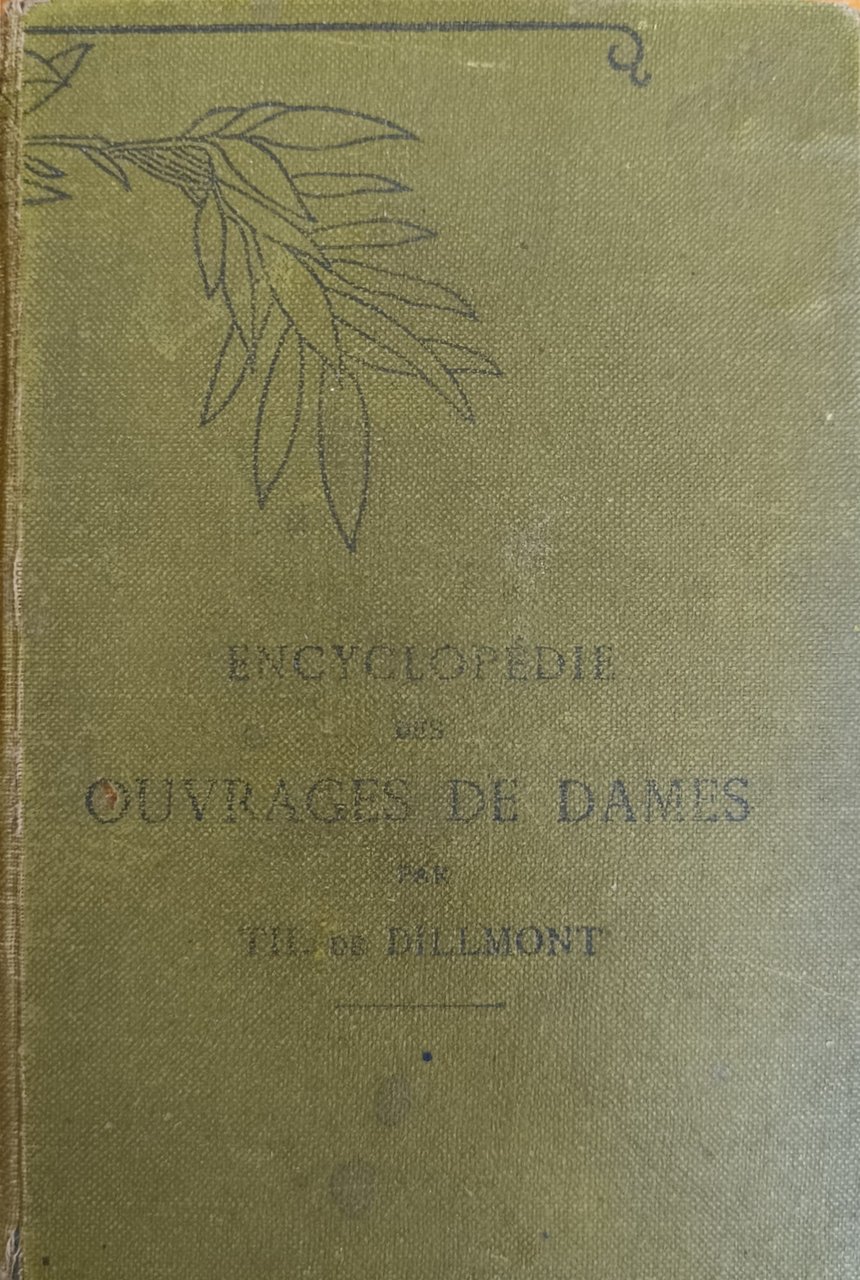 ENCYCLOPÉDIE
DES
OUVRAGES DE DAMES
PAR
TH. DE DILLMONT